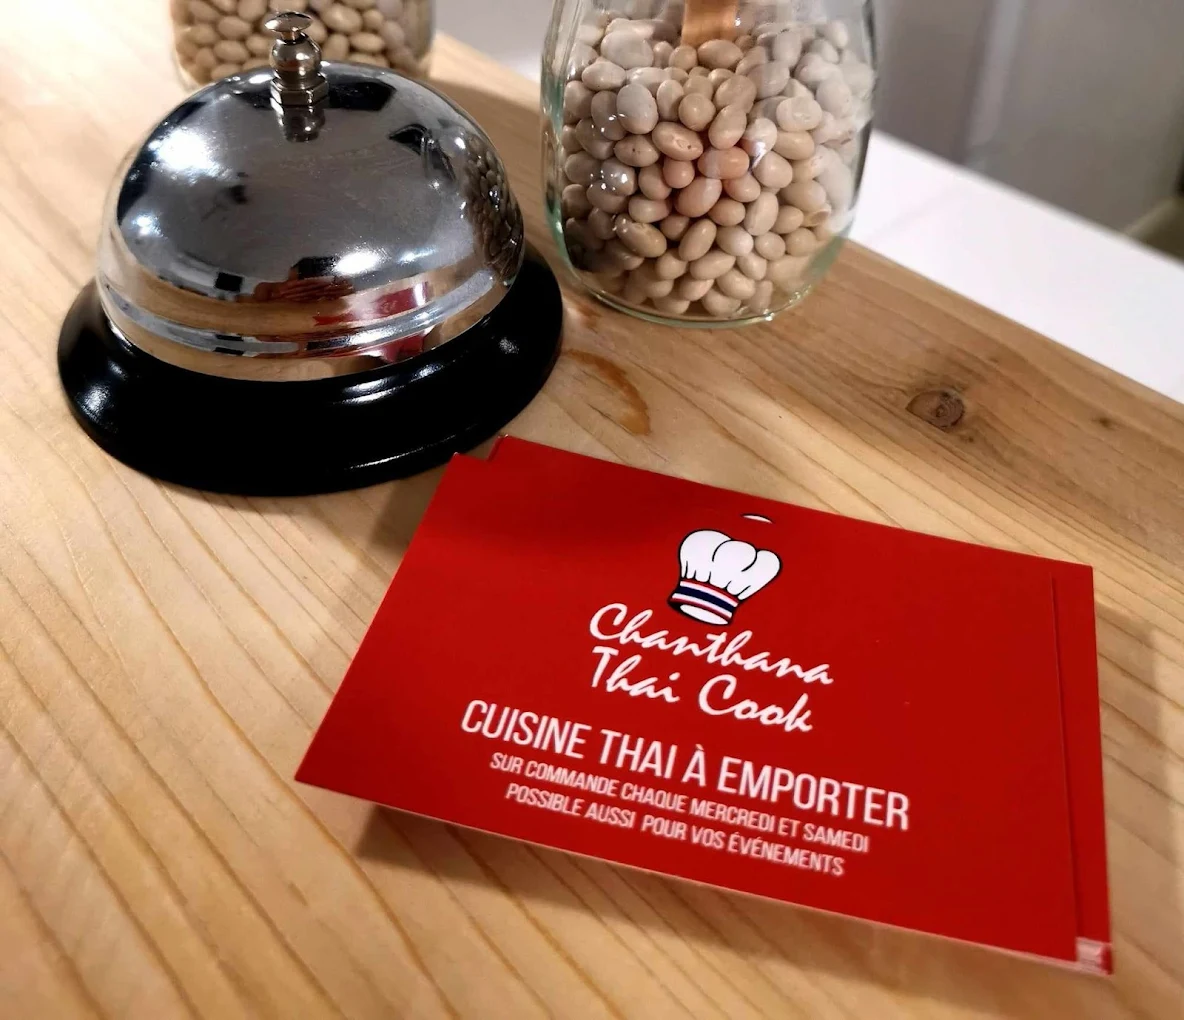 Chanthana
Thai Cook
CUISINE THAI À EMPORTER
SUR COMMANDE CHAQUE MERCREDI ET SAMEDI
POSSIBLE AUSSI POUR VOS ÉVÉNEMENTS